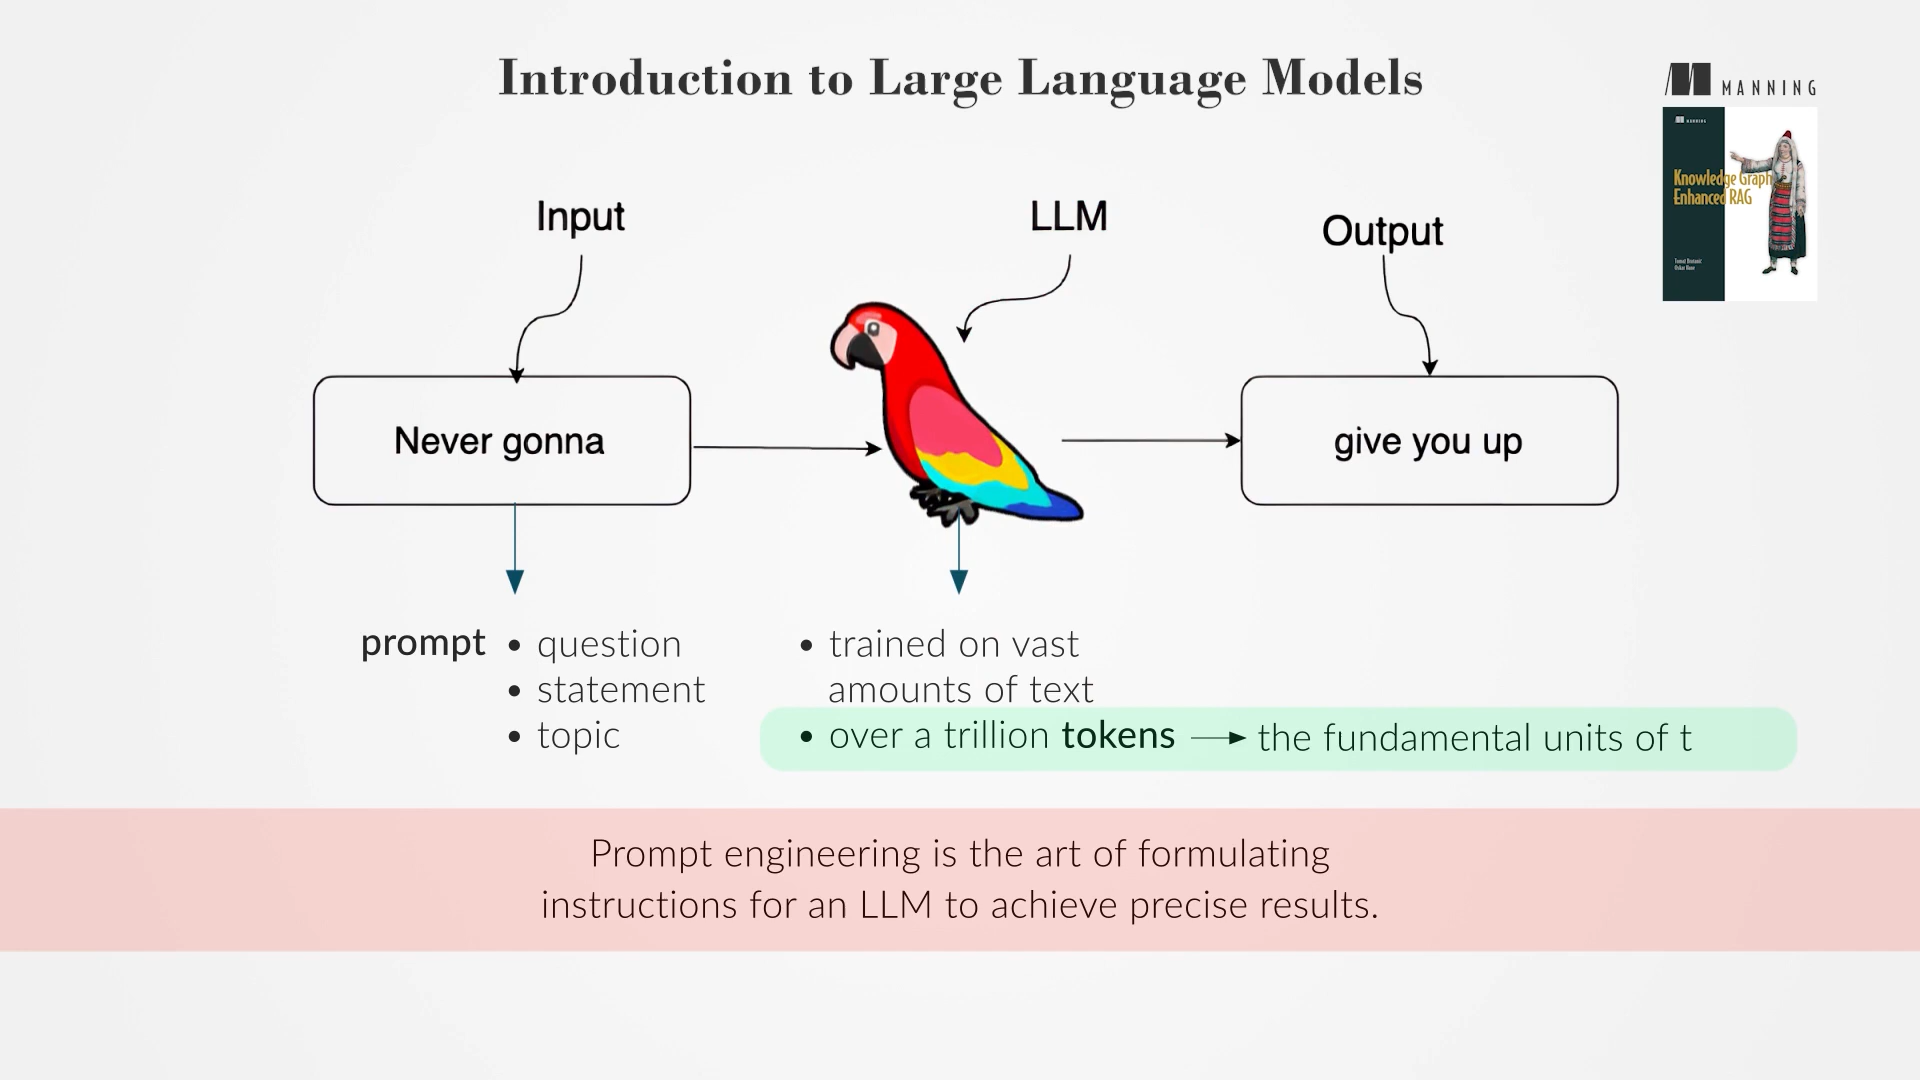 Introduction to Large Language Models
MANNING
MANNING
Knowledge Graph
Enhanced RAG
Input
LLM
Output
Never gonna
give you up
prompt
• question
• statement
• topic
• trained on vast
amounts of text
• over a trillion tokens
the fundamental units of t
Prompt engineering is the art of formulating
instructions for an LLM to achieve precise results.